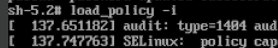 sh-5.2# load_policy -i
[  137.651182] audit: type=1404 aud
[  137.747763] SELinux:  policy cap